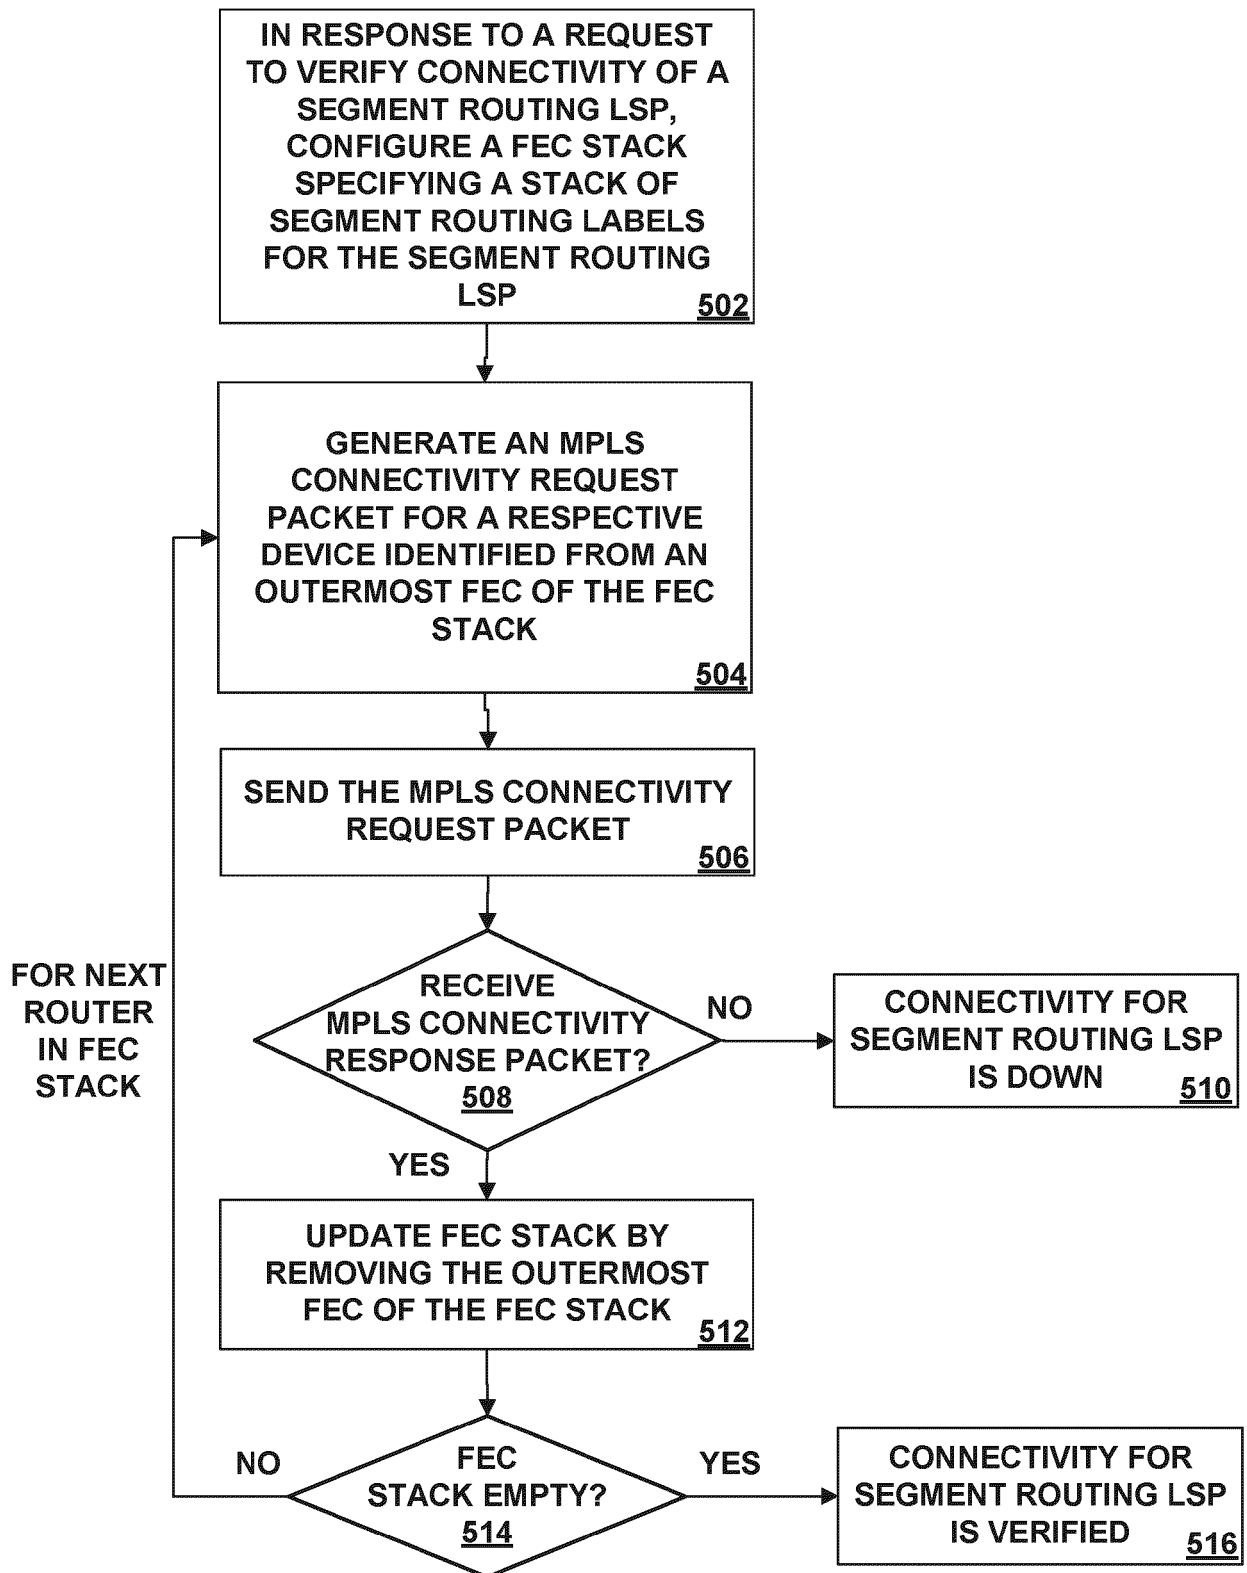 IN RESPONSE TO A REQUEST
TO VERIFY CONNECTIVITY OF A
SEGMENT ROUTING LSP,
CONFIGURE A FEC STACK
SPECIFYING A STACK OF
SEGMENT ROUTING LABELS
FOR THE SEGMENT ROUTING
LSP
502
GENERATE AN MPLS
CONNECTIVITY REQUEST
PACKET FOR A RESPECTIVE
DEVICE IDENTIFIED FROM AN
OUTERMOST FEC OF THE FEC
STACK
504
SEND THE MPLS CONNECTIVITY
REQUEST PACKET
506
FOR NEXT
ROUTER
IN FEC
STACK
RECEIVE
MPLS CONNECTIVITY
RESPONSE PACKET?
508
NO
CONNECTIVITY FOR
SEGMENT ROUTING LSP
IS DOWN
510
YES
UPDATE FEC STACK BY
REMOVING THE OUTERMOST
FEC OF THE FEC STACK
512
NO
FEC
STACK EMPTY?
514
YES
CONNECTIVITY FOR
SEGMENT ROUTING LSP
IS VERIFIED
516